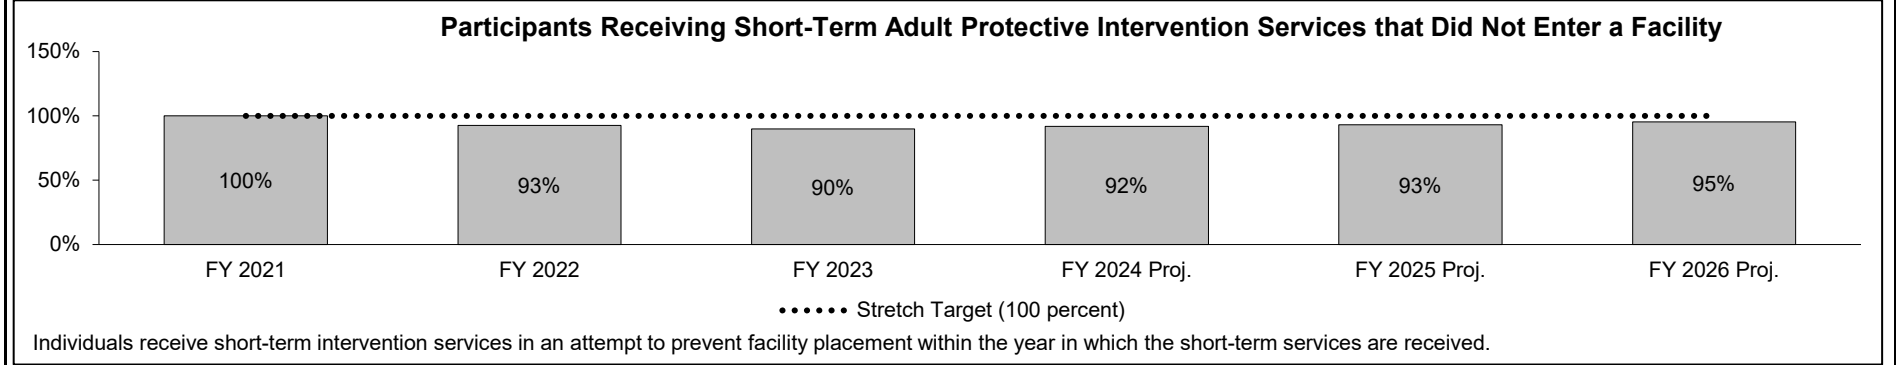 Participants Receiving Short-Term Adult Protective Intervention Services that Did Not Enter a Facility
150%
100%
50%
0%
100%
93%
90%
92%
93%
95%
FY 2021
FY 2022
FY 2023
FY 2024 Proj.
FY 2025 Proj.
FY 2026 Proj.
Stretch Target (100 percent)
Individuals receive short-term intervention services in an attempt to prevent facility placement within the year in which the short-term services are received.